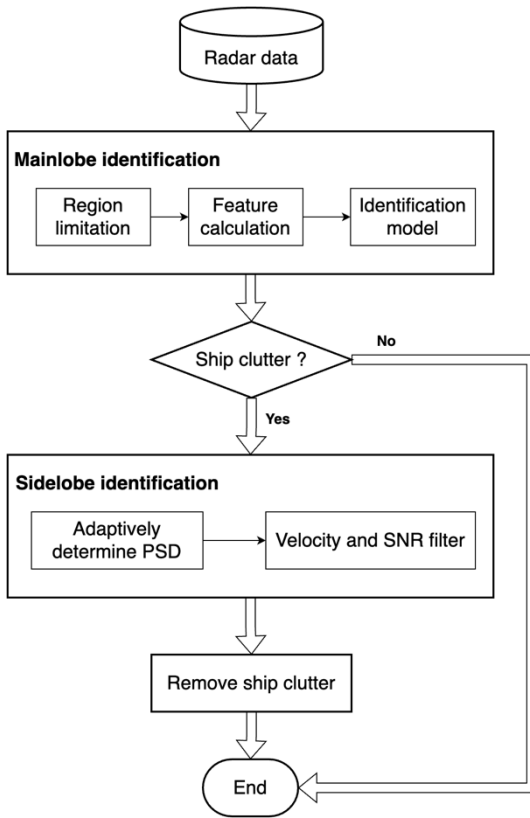 Radar data
Mainlobe identification
Region
limitation
Feature
calculation
Identification
model
Ship clutter ?
No
Yes
Sidelobe identification
Adaptively
determine PSD
Velocity and SNR filter
Remove ship clutter
End